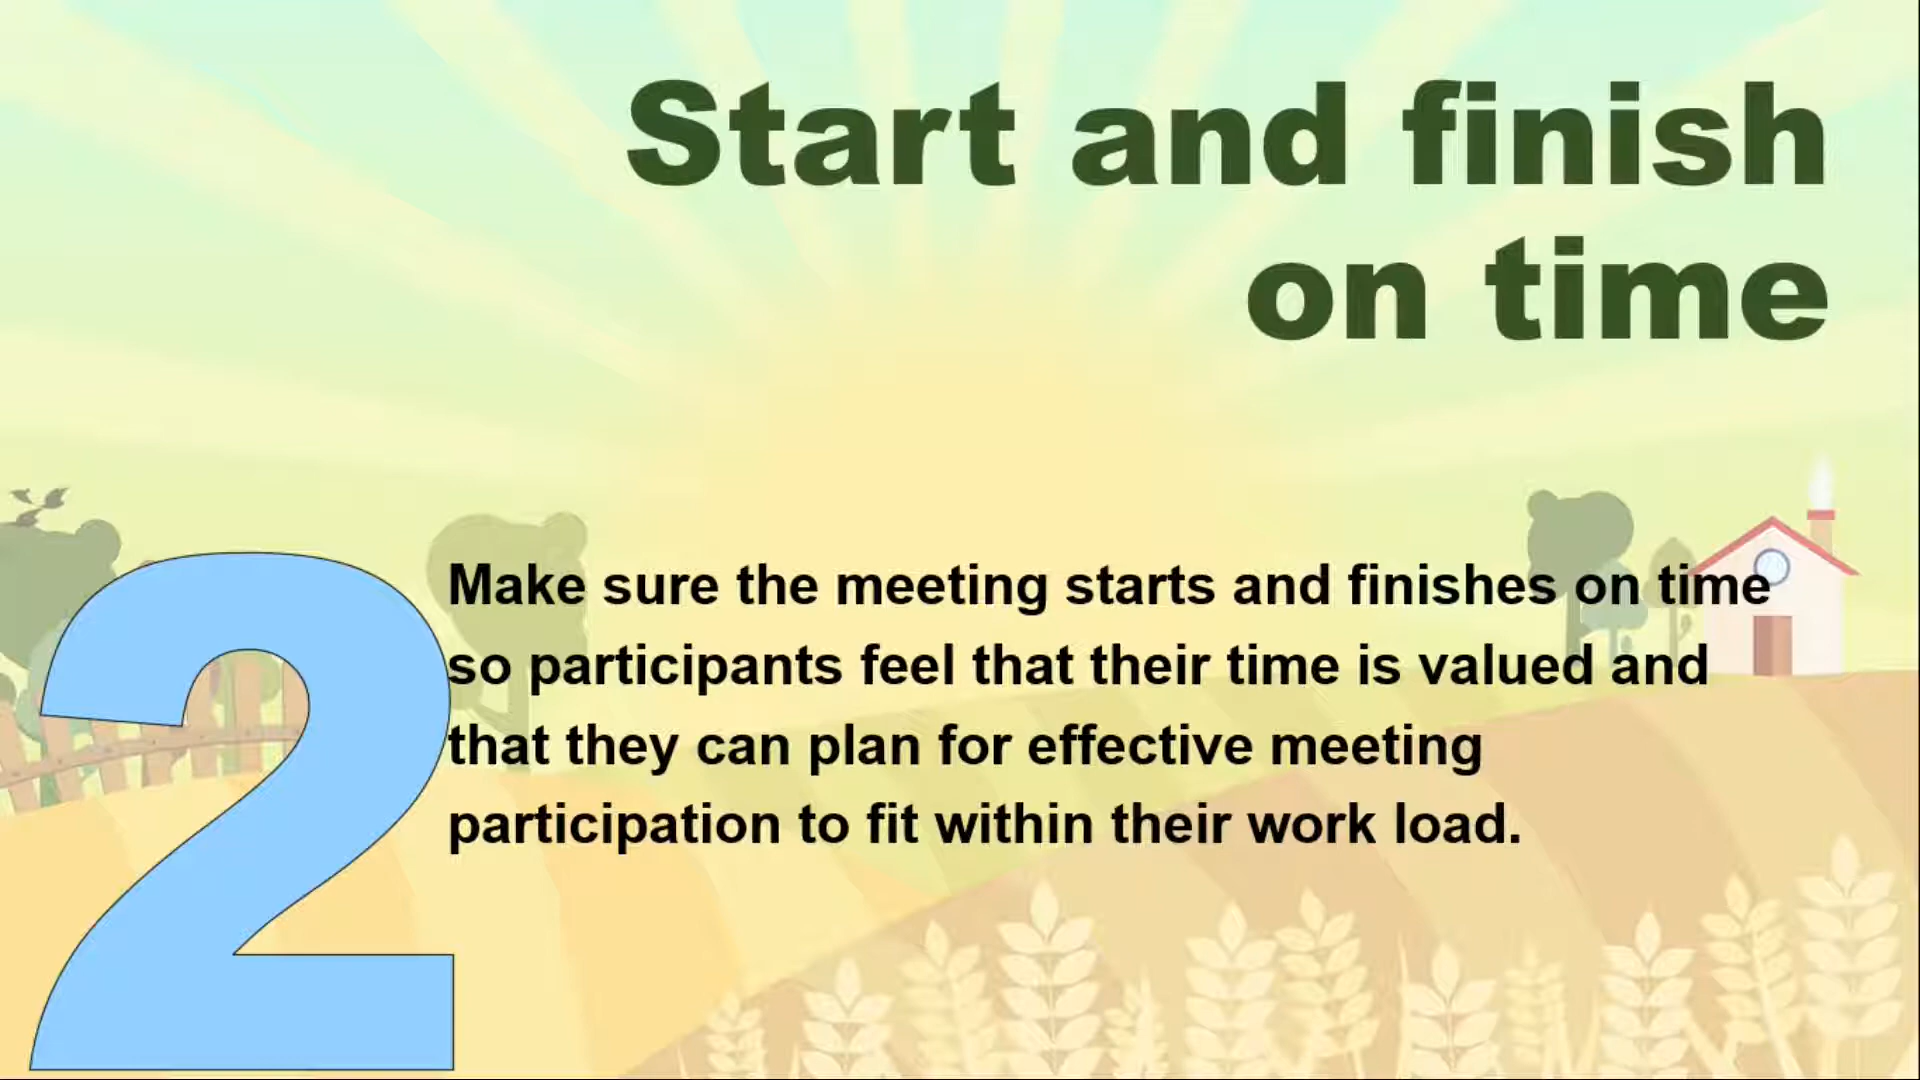 Start and finish
on time
2
Make sure the meeting starts and finishes on time
so participants feel that their time is valued and
that they can plan for effective meeting
participation to fit within their work load.